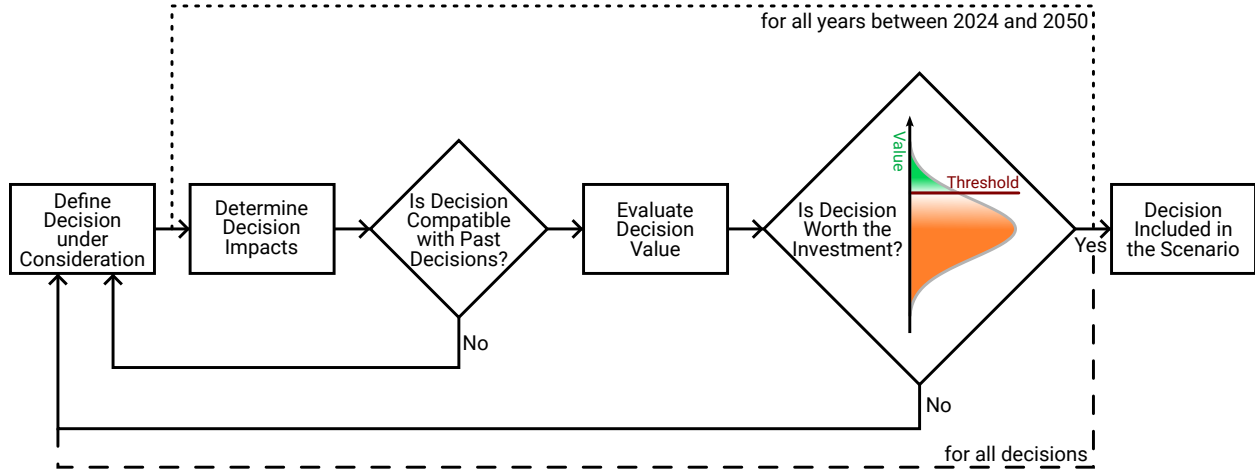 for all years between 2024 and 2050
Define
Decision
under
Consideration
Determine
Decision
Impacts
Is Decision
Compatible
with Past
Decisions?
No
Evaluate
Decision
Value
Is Decision
Worth the
Investment?
Value
Threshold
Yes
No
Decision
Included in
the Scenario
for all decisions